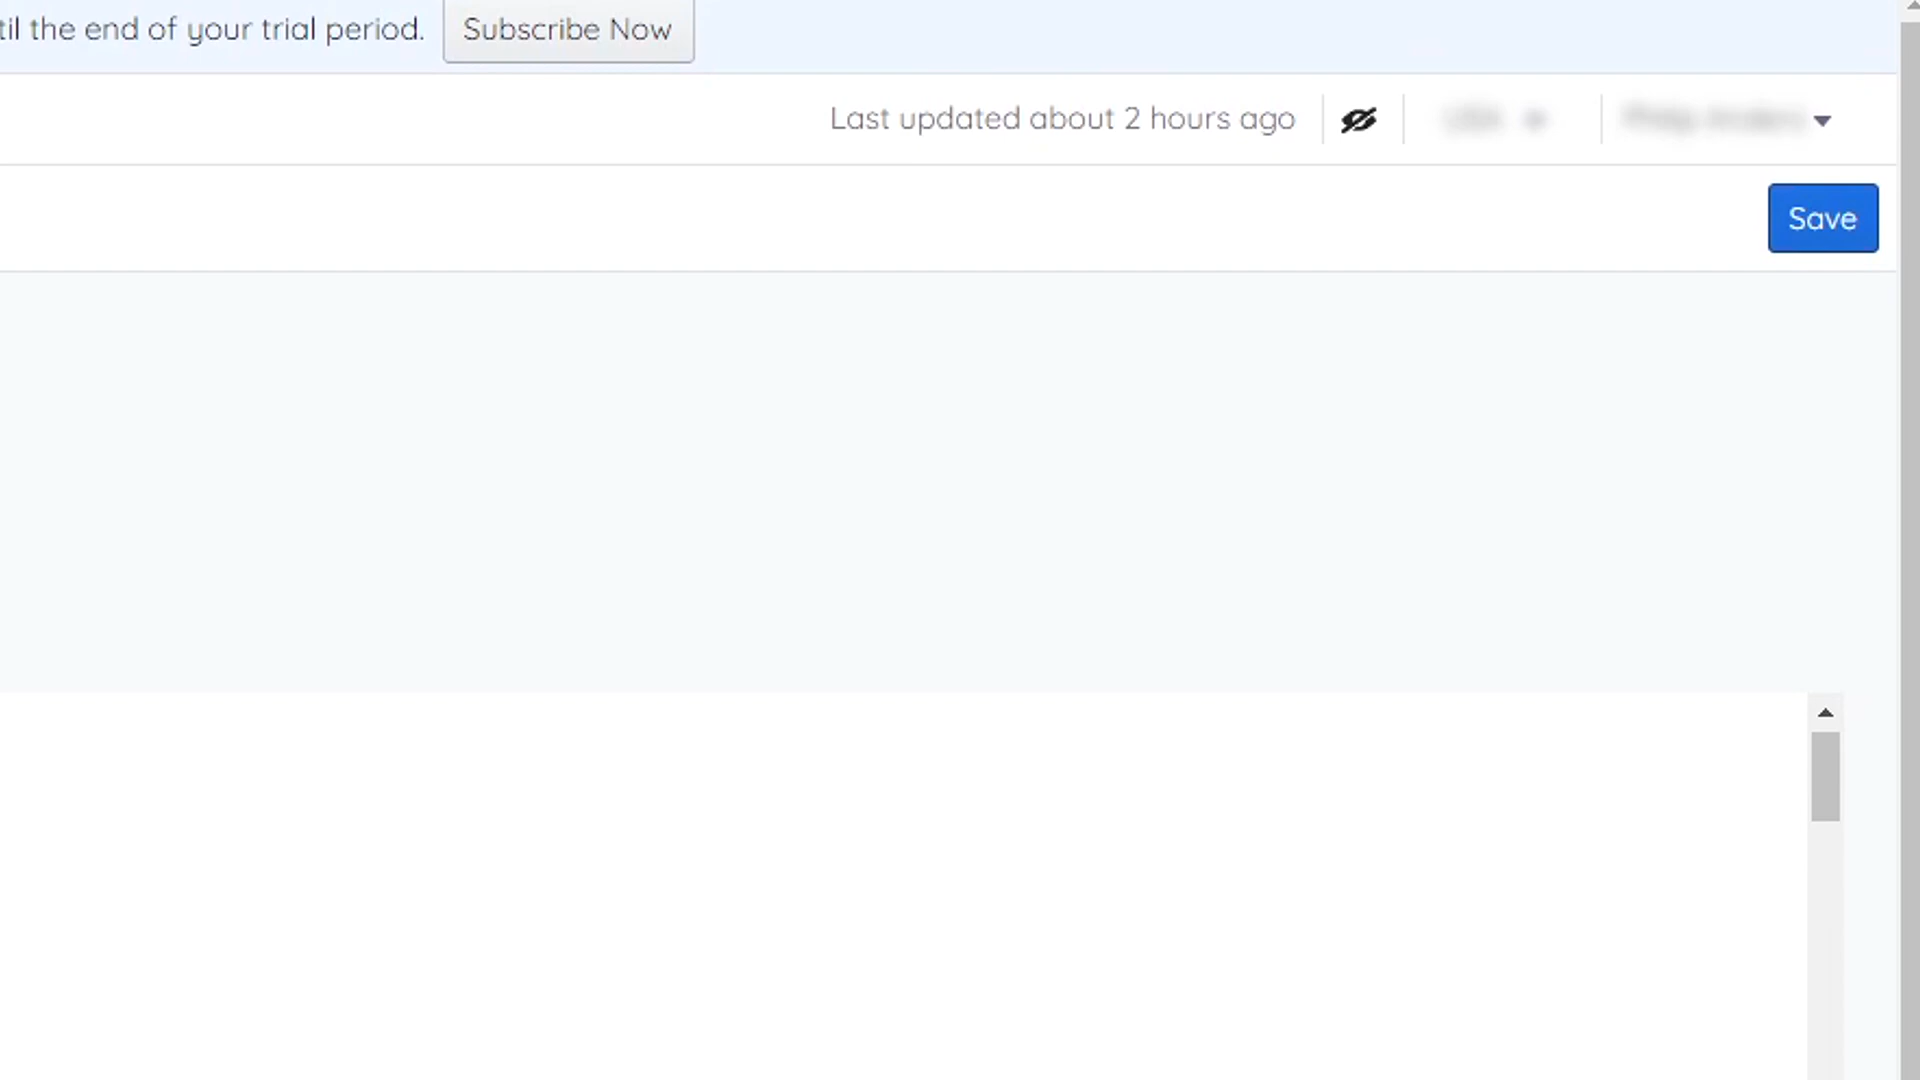 til the end of your trial period. Subscribe Now
Last updated about 2 hours ago
Save